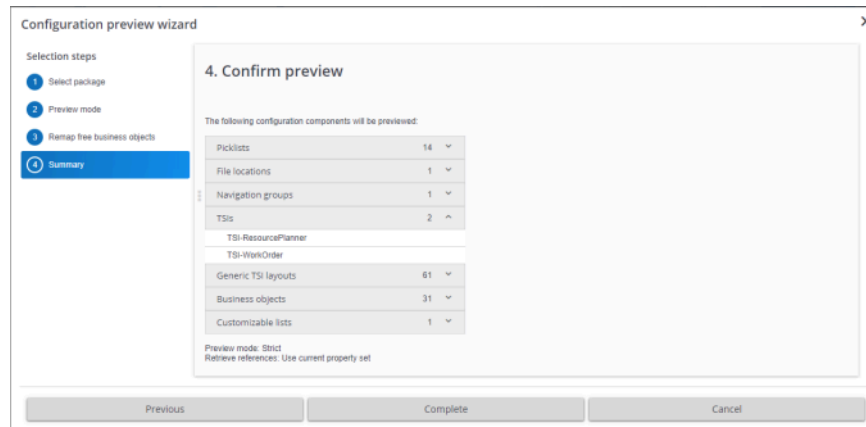 Configuration preview wizard
Selection steps
1 Select package
2 Preview mode
3 Remap free business objects
4 Summary
4. Confirm preview
The following configuration components will be previewed:
Picklists 14
File locations 1
Navigation groups 1
TSIs 2
TSI-ResourcePlanner
TSI-WorkOrder
Generic TSI layouts 61
Business objects 31
Customizable lists 1
Preview mode: Strict
Retrieve references: Use current property set
Previous Complete Cancel